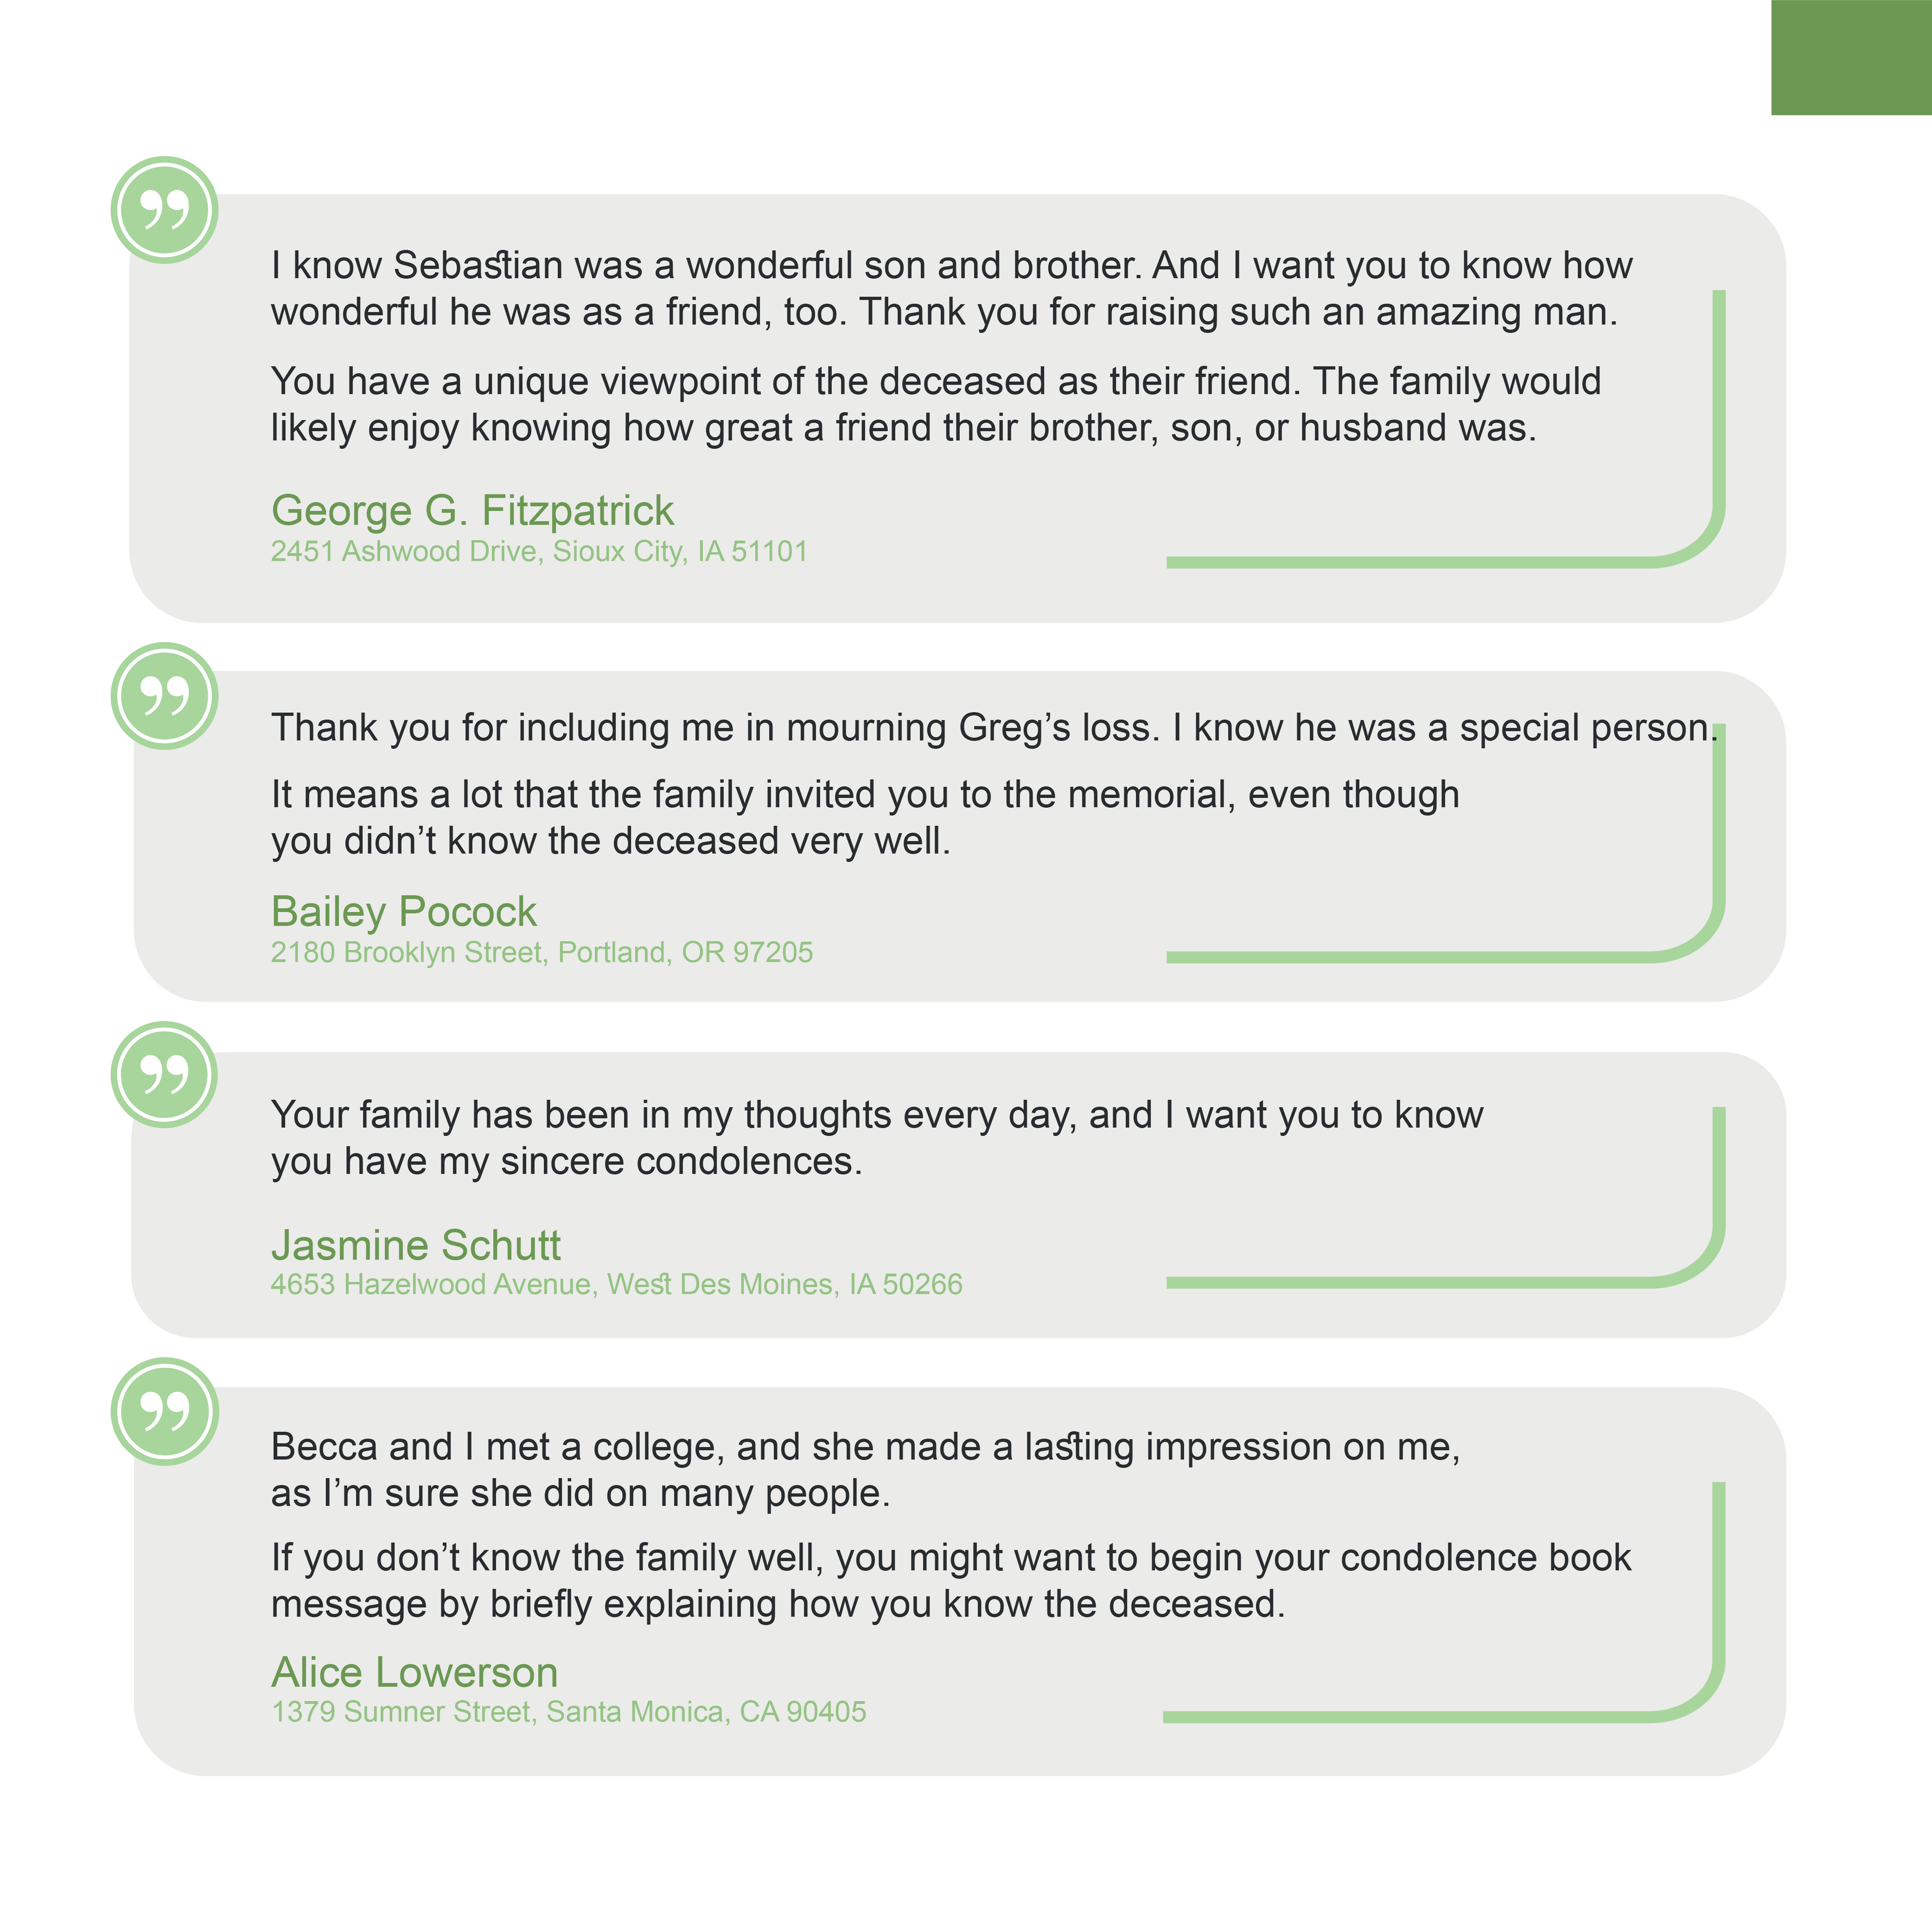 I know Sebastian was a wonderful son and brother. And I want you to know how
wonderful he was as a friend, too. Thank you for raising such an amazing man.
You have a unique viewpoint of the deceased as their friend. The family would
likely enjoy knowing how great a friend their brother, son, or husband was.
George G. Fitzpatrick
2451 Ashwood Drive, Sioux City, IA 51101
Thank you for including me in mourning Greg’s loss. I know he was a special person.
It means a lot that the family invited you to the memorial, even though
you didn’t know the deceased very well.
Bailey Pocock
2180 Brooklyn Street, Portland, OR 97205
Your family has been in my thoughts every day, and I want you to know
you have my sincere condolences.
Jasmine Schutt
4653 Hazelwood Avenue, West Des Moines, IA 50266
Becca and I met a college, and she made a lasting impression on me,
as I’m sure she did on many people.
If you don’t know the family well, you might want to begin your condolence book
message by briefly explaining how you know the deceased.
Alice Lowerson
1379 Sumner Street, Santa Monica, CA 90405